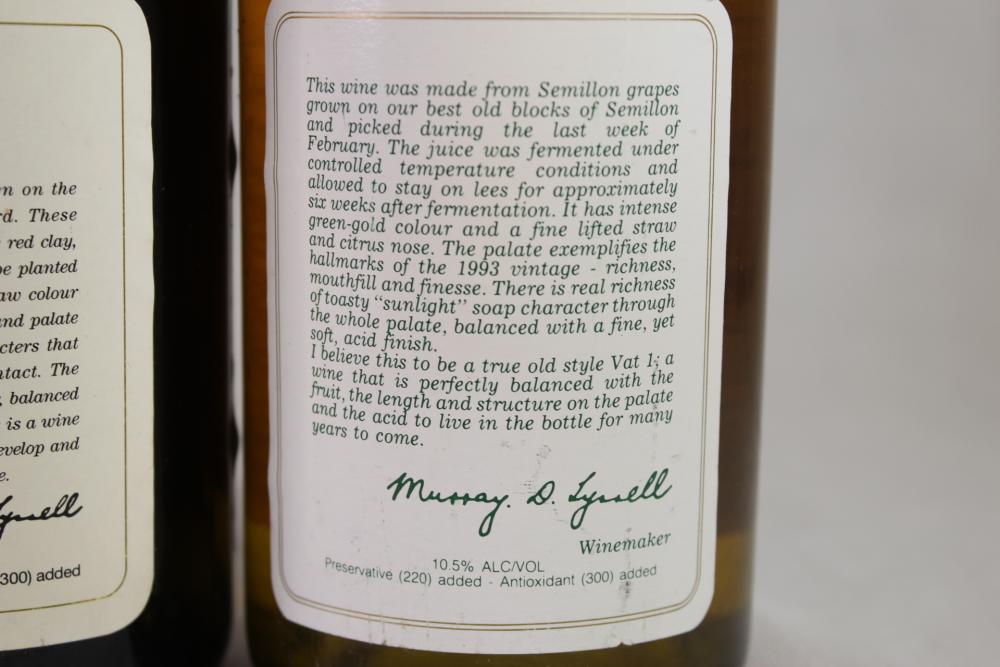 n on the
rd. These
red clay,
be planted
aw colour
and palate
cters that
ntact. The
balanced
is a wine
evelop and
e.
yrrell
300) added
This wine was made from Semillon grapes
grown on our best old blocks of Semillon
and picked during the last week of
February. The juice was fermented under
controlled temperature conditions and
allowed to stay on lees for approximately
six weeks after fermentation. It has intense
green-gold colour and a fine lifted straw
and citrus nose. The palate exemplifies the
hallmarks of the 1993 vintage - richness,
mouthfill and finesse. There is real richness
of toasty "sunlight" soap character through
the whole palate, balanced with a fine, yet
soft, acid finish.
I believe this to be a true old style Vat 1; a
wine that is perfectly balanced with the
fruit, the length and structure on the palate
and the acid to live in the bottle for many
years to come.
Murray. D. Tyrrell
Winemaker
10.5% ALC/VOL
Preservative (220) added - Antioxidant (300) added